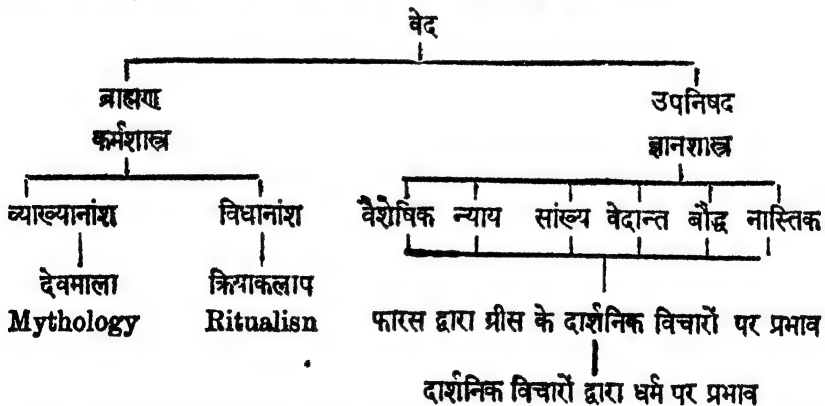 वेद
ब्राह्मण उपनिषद
कर्मशास्त्र ज्ञानशास्त्र
व्याख्यानांश विधानांश वैशेषिक न्याय सांख्य वेदान्त बौद्ध नास्तिक
देवमाला क्रियाकलाप
Mythology Ritualisn फारस द्वारा ग्रीस के दार्शनिक विचारों पर प्रभाव
दार्शनिक विचारों द्वारा धर्म पर प्रभाव